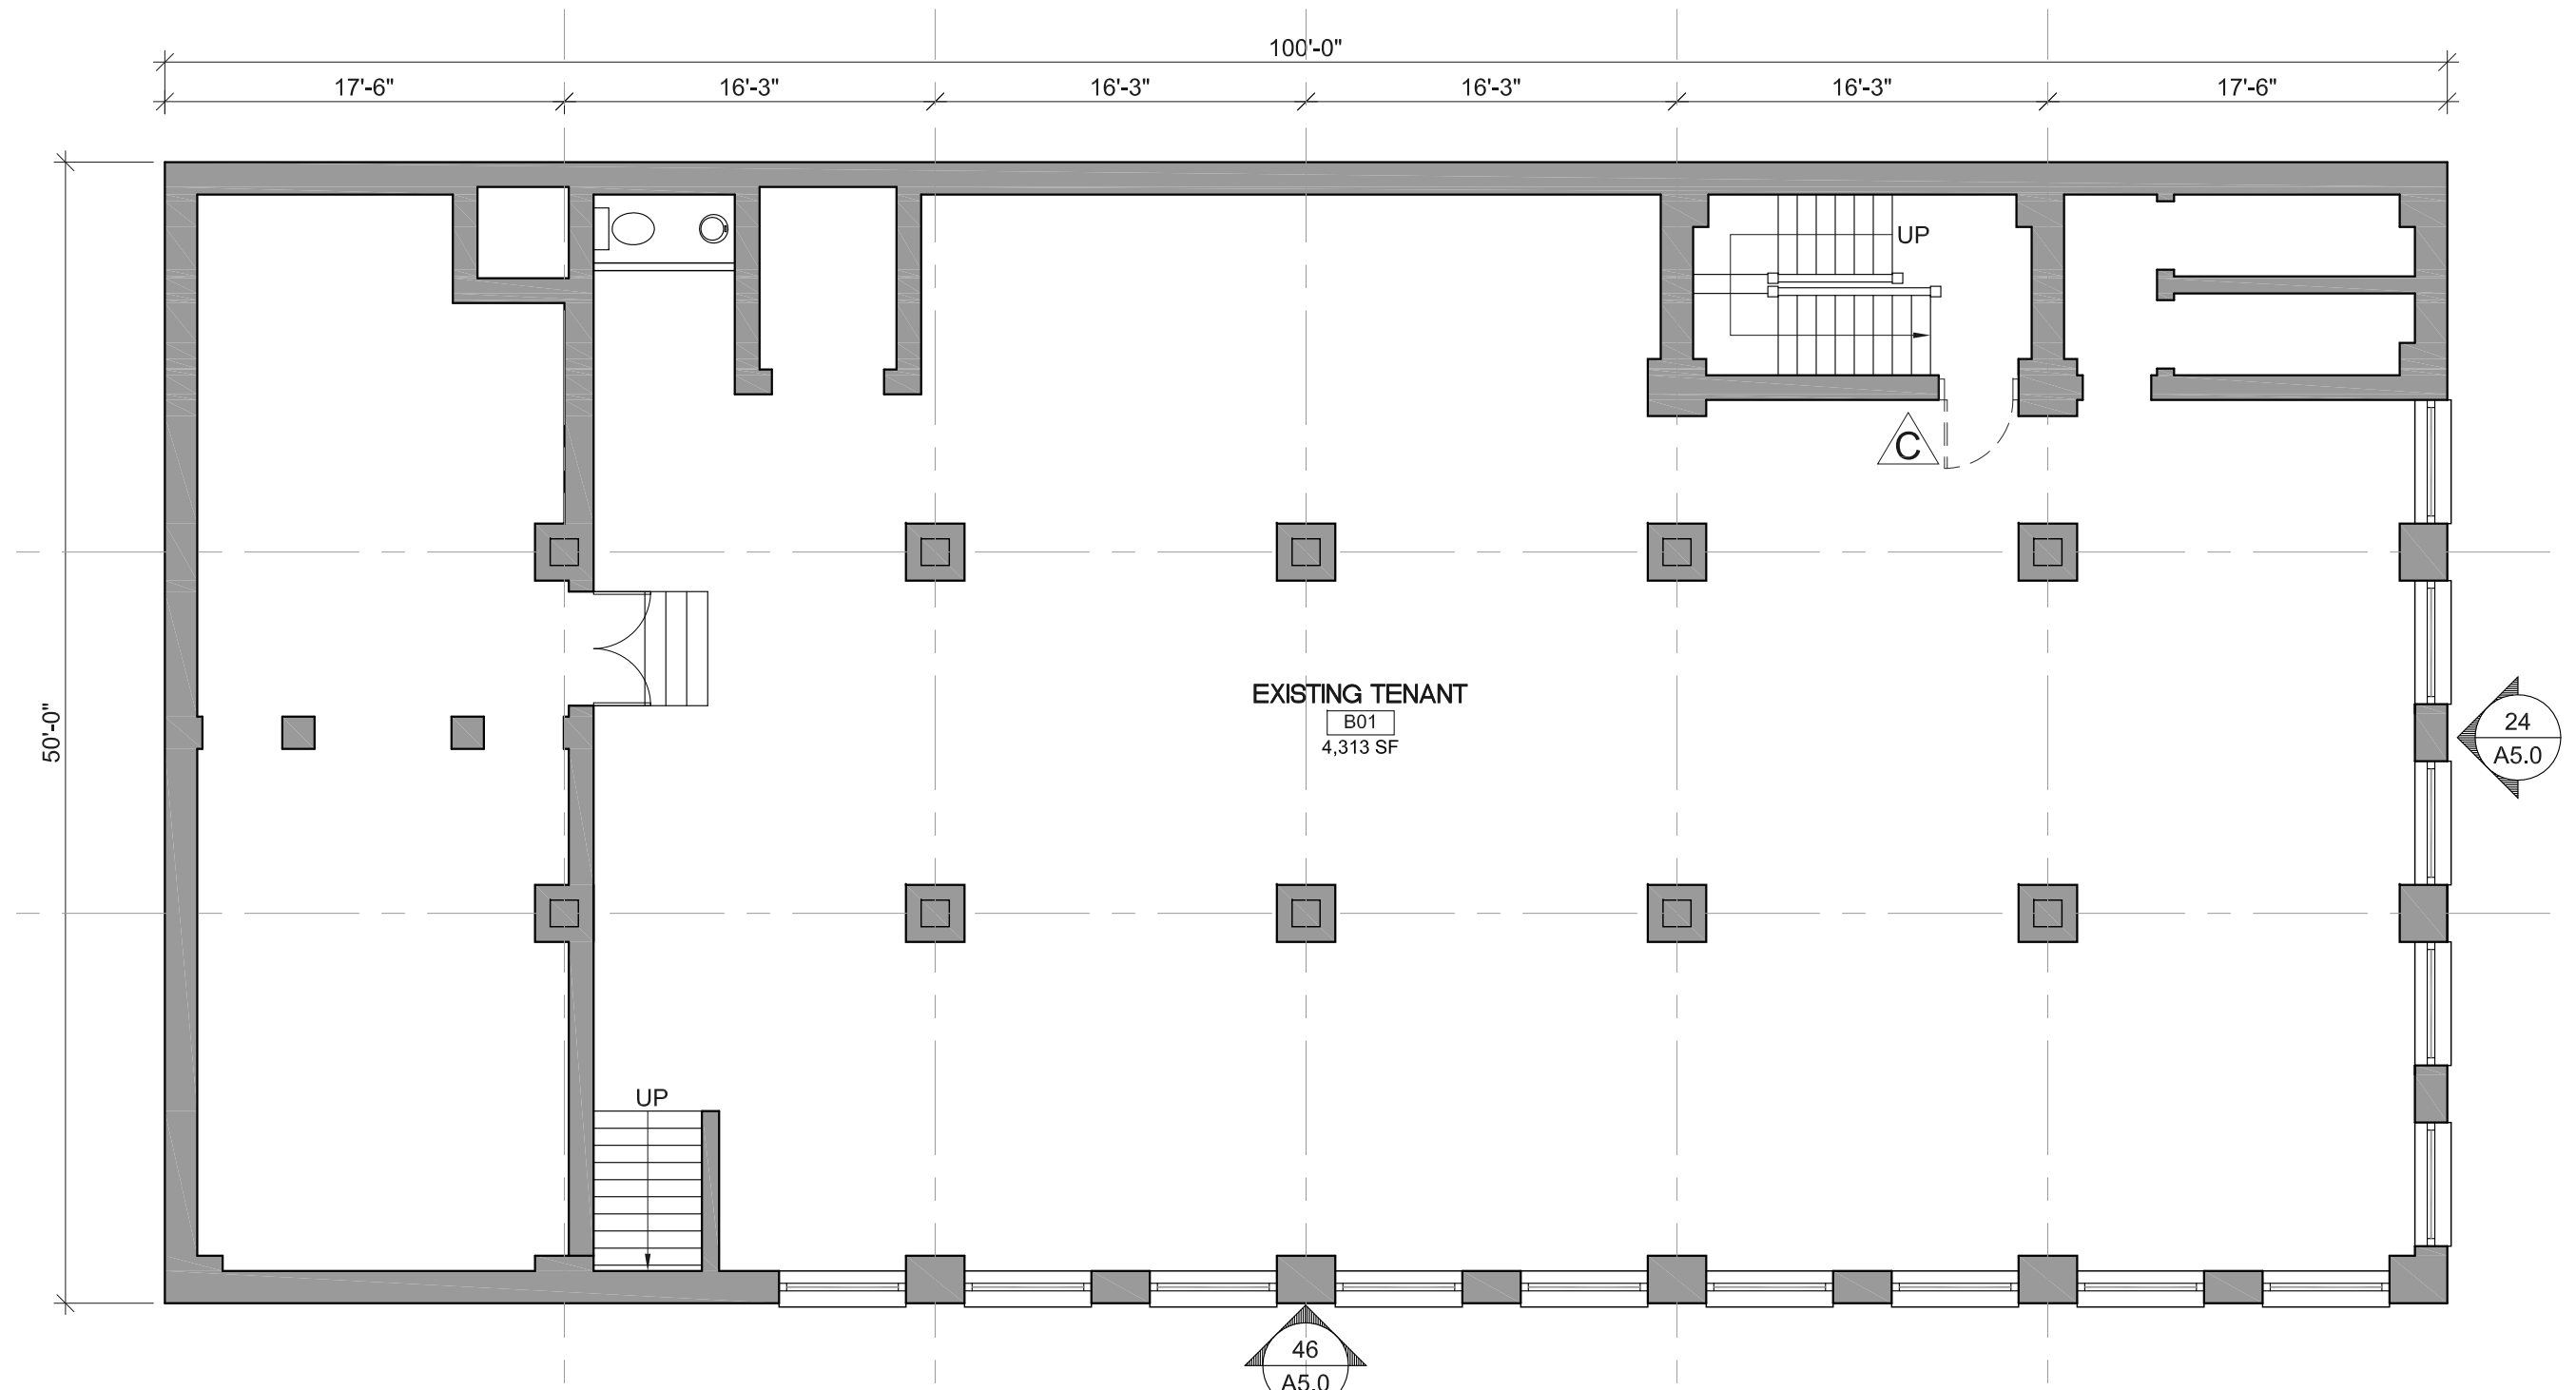 100'-0"
17'-6" 16'-3" 16'-3" 16'-3" 16'-3" 17'-6"
UP
C
50'-0"
EXISTING TENANT
B01
4,313 SF
24
A5.0
UP
46
A5.0